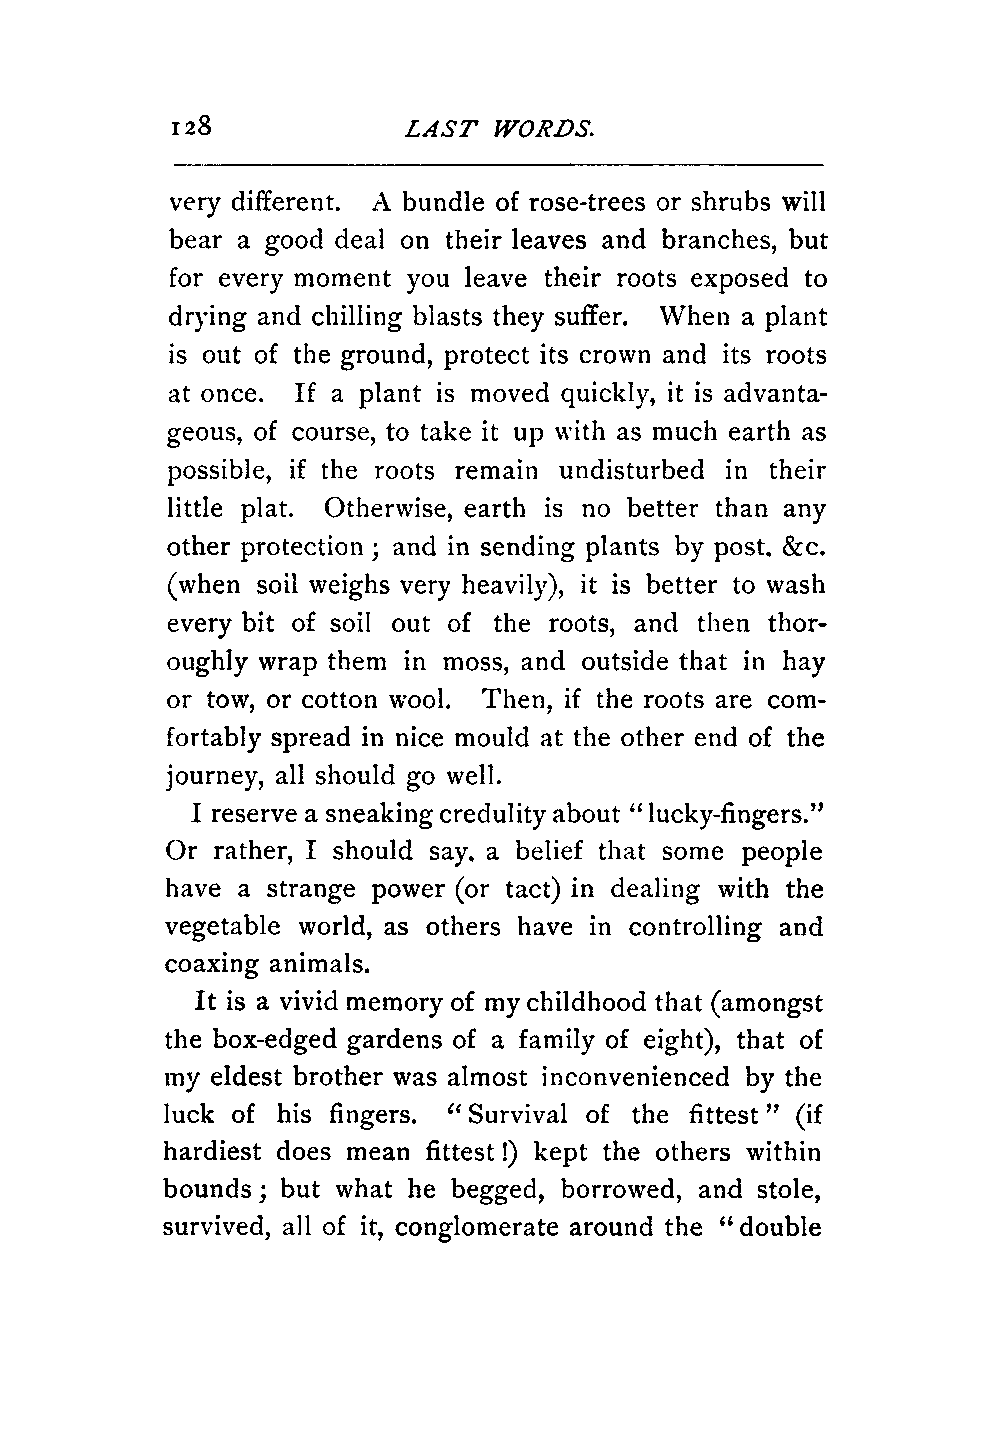 128 LAST WORDS.
very different. A bundle of rose-trees or shrubs will
bear a good deal on their leaves and branches, but
for every moment you leave their roots exposed to
drying and chilling blasts they suffer. When a plant
is out of the ground, protect its crown and its roots
at once. If a plant is moved quickly, it is advanta-
geous, of course, to take it up with as much earth as
possible, if the roots remain undisturbed in their
little plat. Otherwise, earth is no better than any
other protection ; and in sending plants by post. &c.
(when soil weighs very heavily), it is better to wash
every bit of soil out of the roots, and then thor-
oughly wrap them in moss, and outside that in hay
or tow, or cotton wool. Then, if the roots are com-
fortably spread in nice mould at the other end of the
journey, all should go well.
I reserve a sneaking credulity about “lucky-fingers.”
Or rather, I should say. a belief that some people
have a strange power (or tact) in dealing with the
vegetable world, as others have in controlling and
coaxing animals.
It is a vivid memory of my childhood that (amongst
the box-edged gardens of a family of eight), that of
my eldest brother was almost inconvenienced by the
luck of his fingers. “Survival of the fittest” (if
hardiest does mean fittest !) kept the others within
bounds ; but what he begged, borrowed, and stole,
survived, all of it, conglomerate around the “double